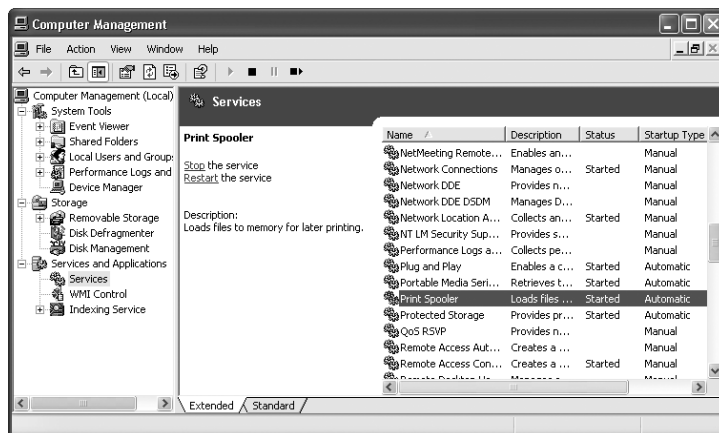 Computer Management
File Action View Window Help
Computer Management (Local)
System Tools
Event Viewer
Shared Folders
Local Users and Group:
Performance Logs and
Device Manager
Storage
Removable Storage
Disk Defragmenter
Disk Management
Services and Applications
Services
WMI Control
Indexing Service
Services
Print Spooler
Stop the service
Restart the service
Description:
Loads files to memory for later printing.
Name Description Status Startup Type
NetMeeting Remote... Enables an... Manual
Network Connections Manages o... Started Manual
Network DDE Provides n... Manual
Network DDE DSDM Manages D... Manual
Network Location A... Collects an... Started Manual
NT LM Security Sup... Provides s... Manual
Performance Logs a... Collects pe... Manual
Plug and Play Enables a c... Started Automatic
Portable Media Seri... Retrieves t... Started Automatic
Print Spooler Loads files ... Started Automatic
Protected Storage Provides pr... Started Automatic
QoS RSVP Provides n... Manual
Remote Access Aut... Creates a ... Manual
Remote Access Con... Creates a ... Started Manual
Extended Standard